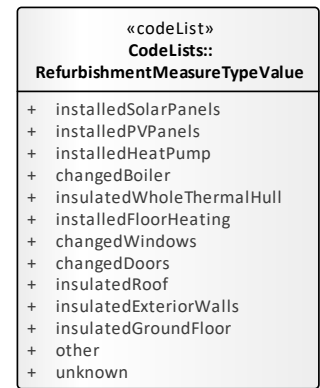 «codeList»
CodeLists::
RefurbishmentMeasureTypeValue
+ installedSolarPanels
+ installedPVPanels
+ installedHeatPump
+ changedBoiler
+ insulatedWholeThermalHull
+ installedFloorHeating
+ changedWindows
+ changedDoors
+ insulatedRoof
+ insulatedExteriorWalls
+ insulatedGroundFloor
+ other
+ unknown